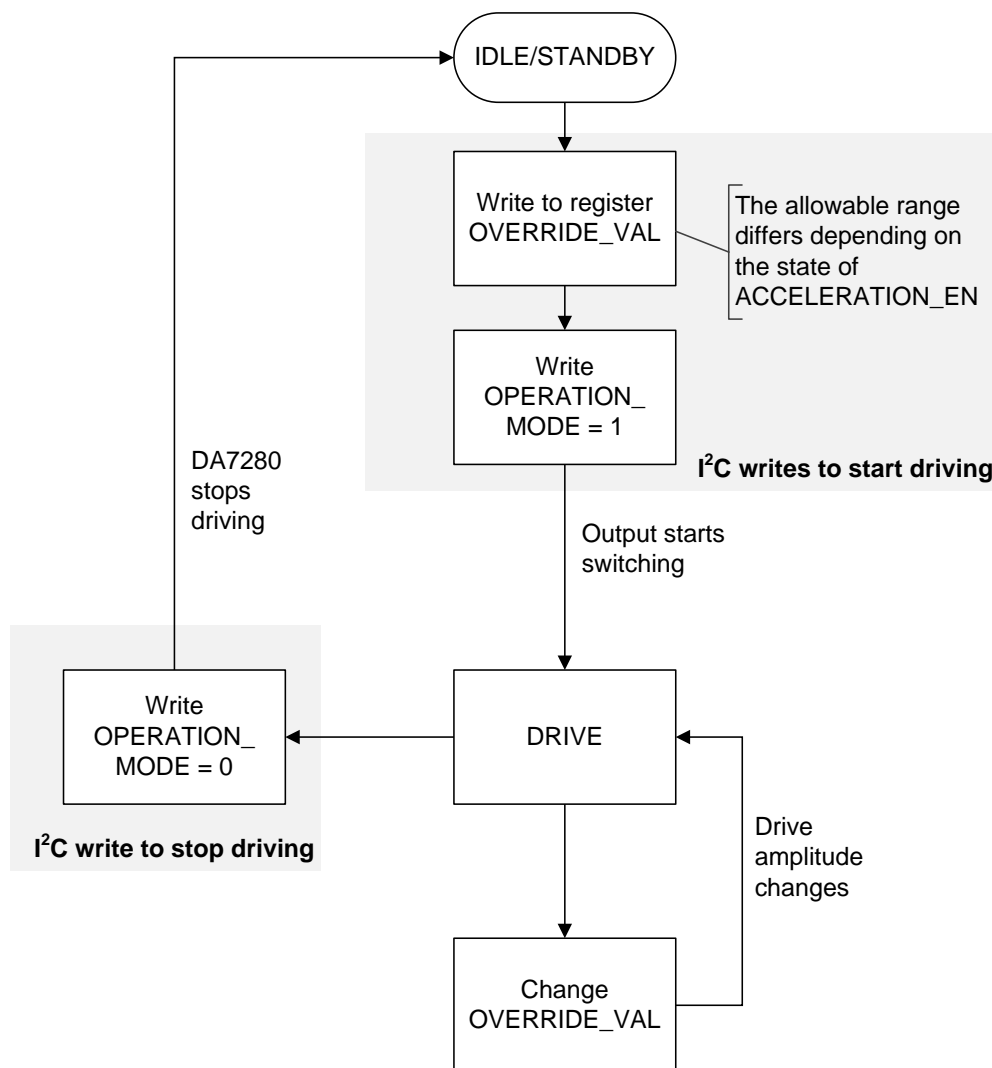 IDLE/STANDBY
Write to register
OVERRIDE_VAL
The allowable range
differs depending on
the state of
ACCELERATION_EN
Write
OPERATION_
MODE = 1
I²C writes to start driving
DA7280
stops
driving
Output starts
switching
Write
OPERATION_
MODE = 0
I²C write to stop driving
DRIVE
Drive
amplitude
changes
Change
OVERRIDE_VAL